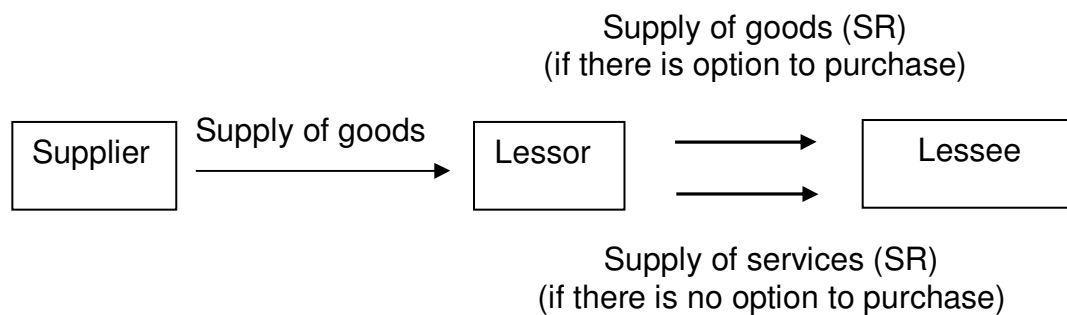 Supply of goods (SR)
(if there is option to purchase)
Supplier
Supply of goods
Lessor
Lessee
Supply of services (SR)
(if there is no option to purchase)